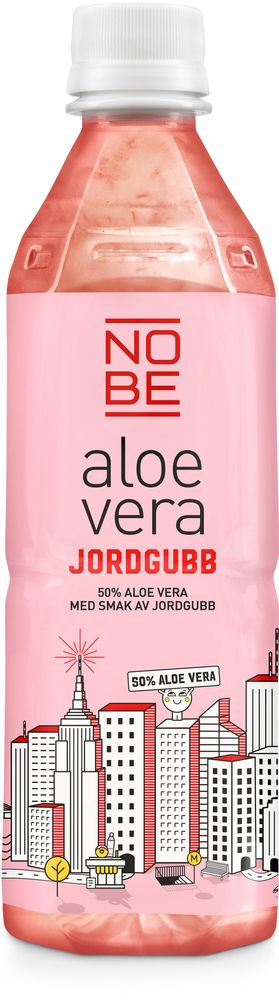 NO
BE
aloe
vera
JORDGUBB
50% ALOE VERA
MED SMAK AV JORDGUBB
50% ALOE VERA
M